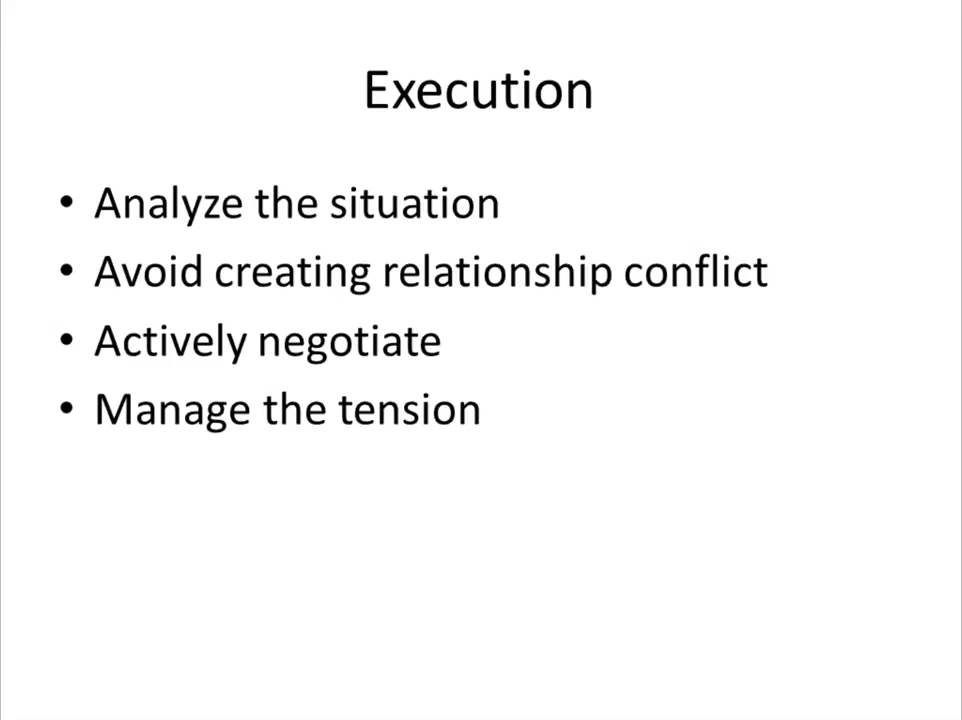 Execution
• Analyze the situation
• Avoid creating relationship conflict
• Actively negotiate
• Manage the tension